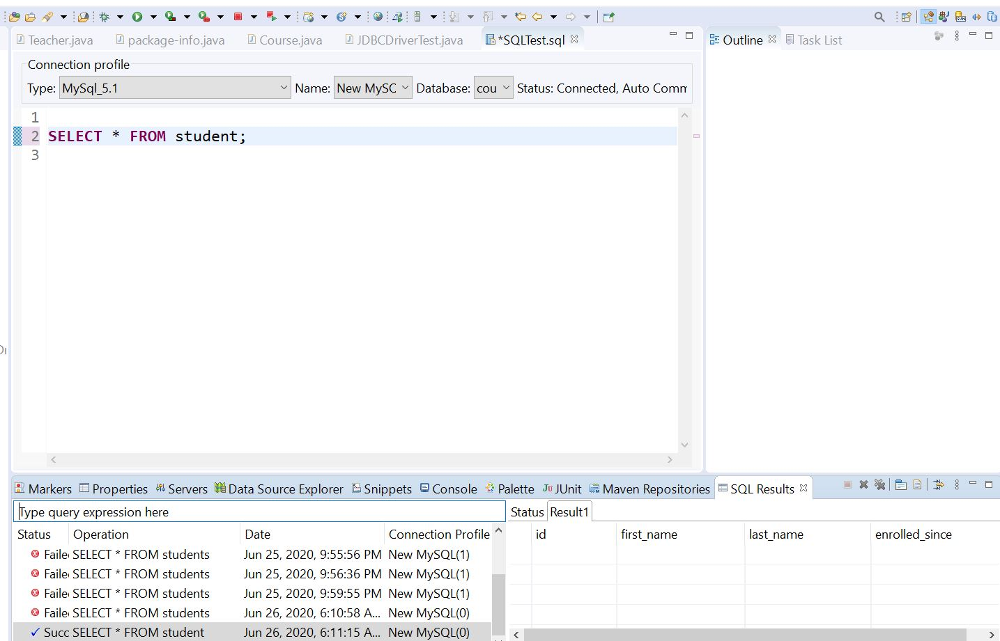 Teacher.java package-info.java Course.java JDBCDriverTest.java *SQLTest.sql
Outline Task List
Connection profile
Type: MySql_5.1 Name: New MySC Database: cou Status: Connected, Auto Comm
1
2 SELECT * FROM student;
3
Markers Properties Servers Data Source Explorer Snippets Console Palette Ju JUnit Maven Repositories SQL Results
Type query expression here
Status Result1
Status Operation Date Connection Profile
id first_name last_name enrolled_since
Faile SELECT * FROM students Jun 25, 2020, 9:55:56 PM New MySQL(1)
Faile SELECT * FROM students Jun 25, 2020, 9:56:36 PM New MySQL(1)
Faile SELECT * FROM students Jun 25, 2020, 9:59:55 PM New MySQL(1)
Faile SELECT * FROM students Jun 26, 2020, 6:10:58 A... New MySQL(0)
Succ SELECT * FROM student Jun 26, 2020, 6:11:15 A... New MySQL(0)